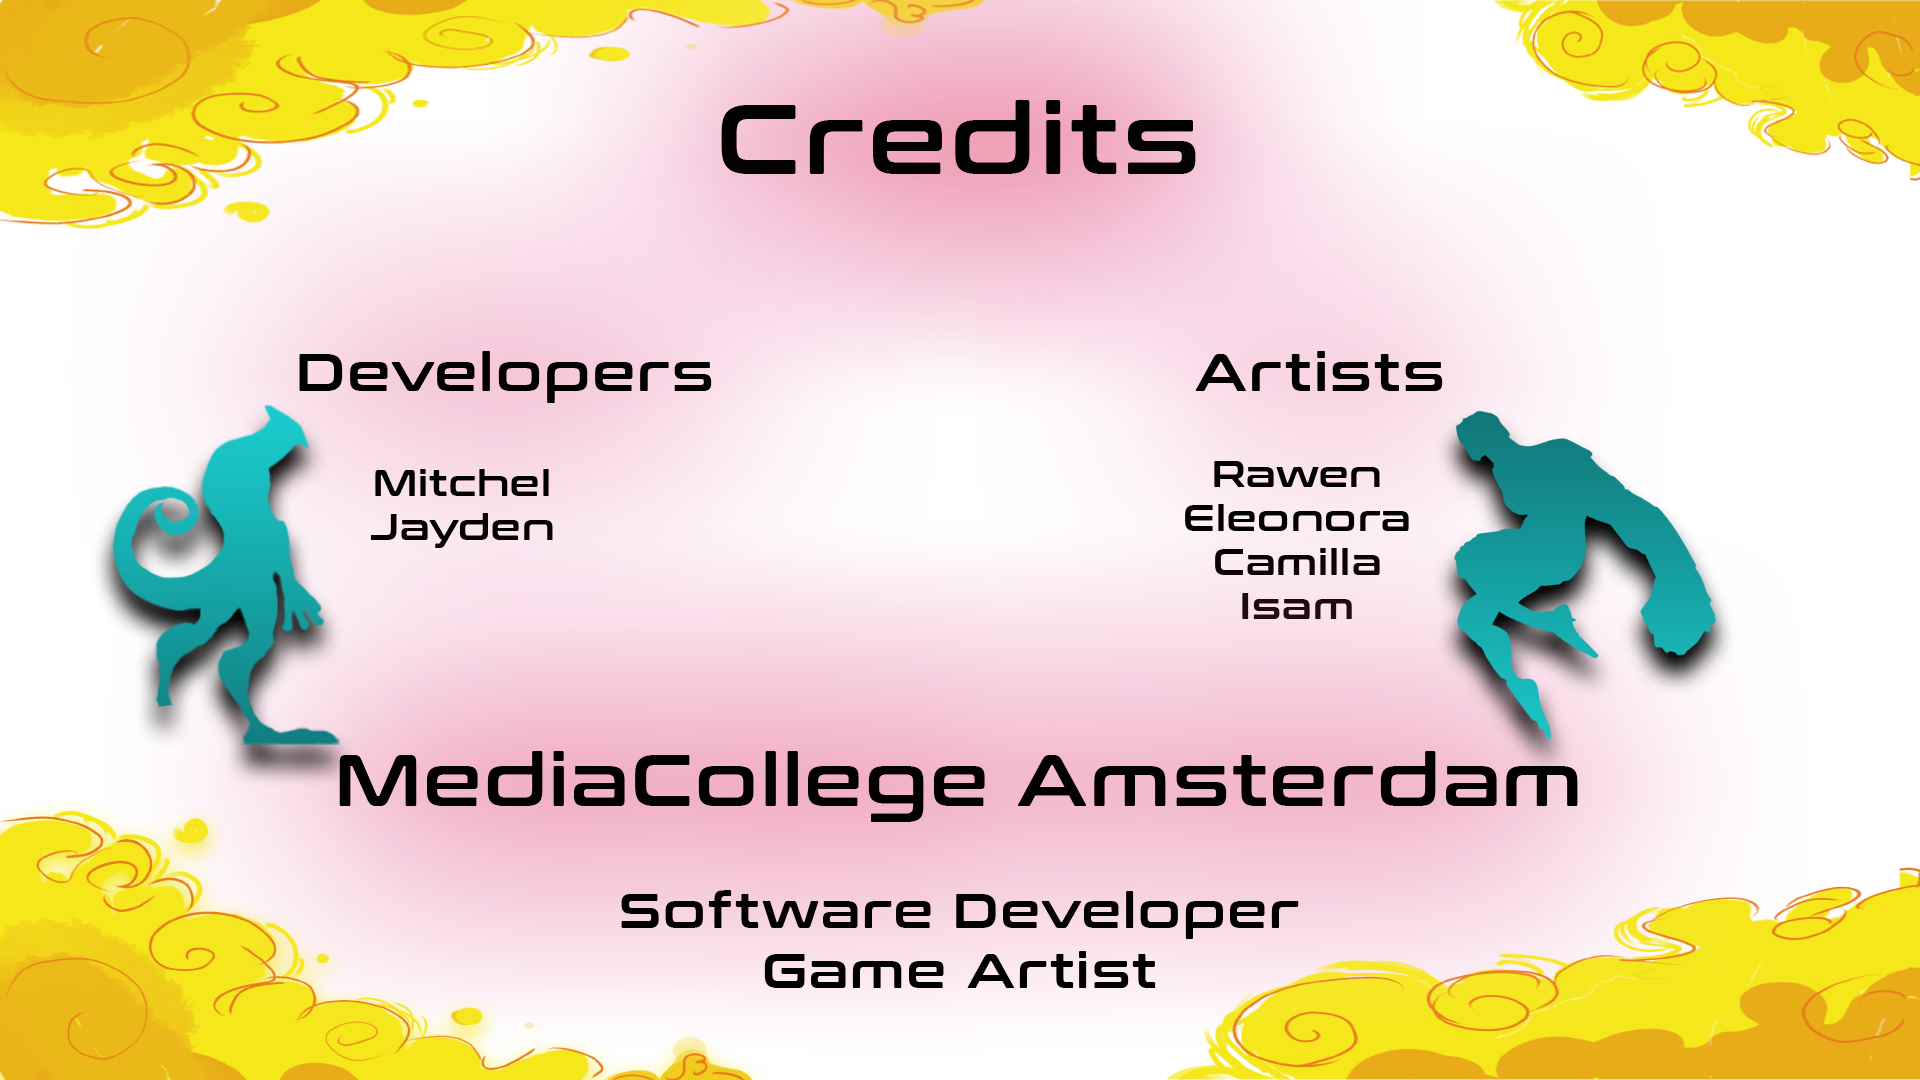 Credits
Developers
Mitchel
Jayden
Artists
Rawen
Eleonora
Camilla
Isam
MediaCollege Amsterdam
Software Developer
Game Artist